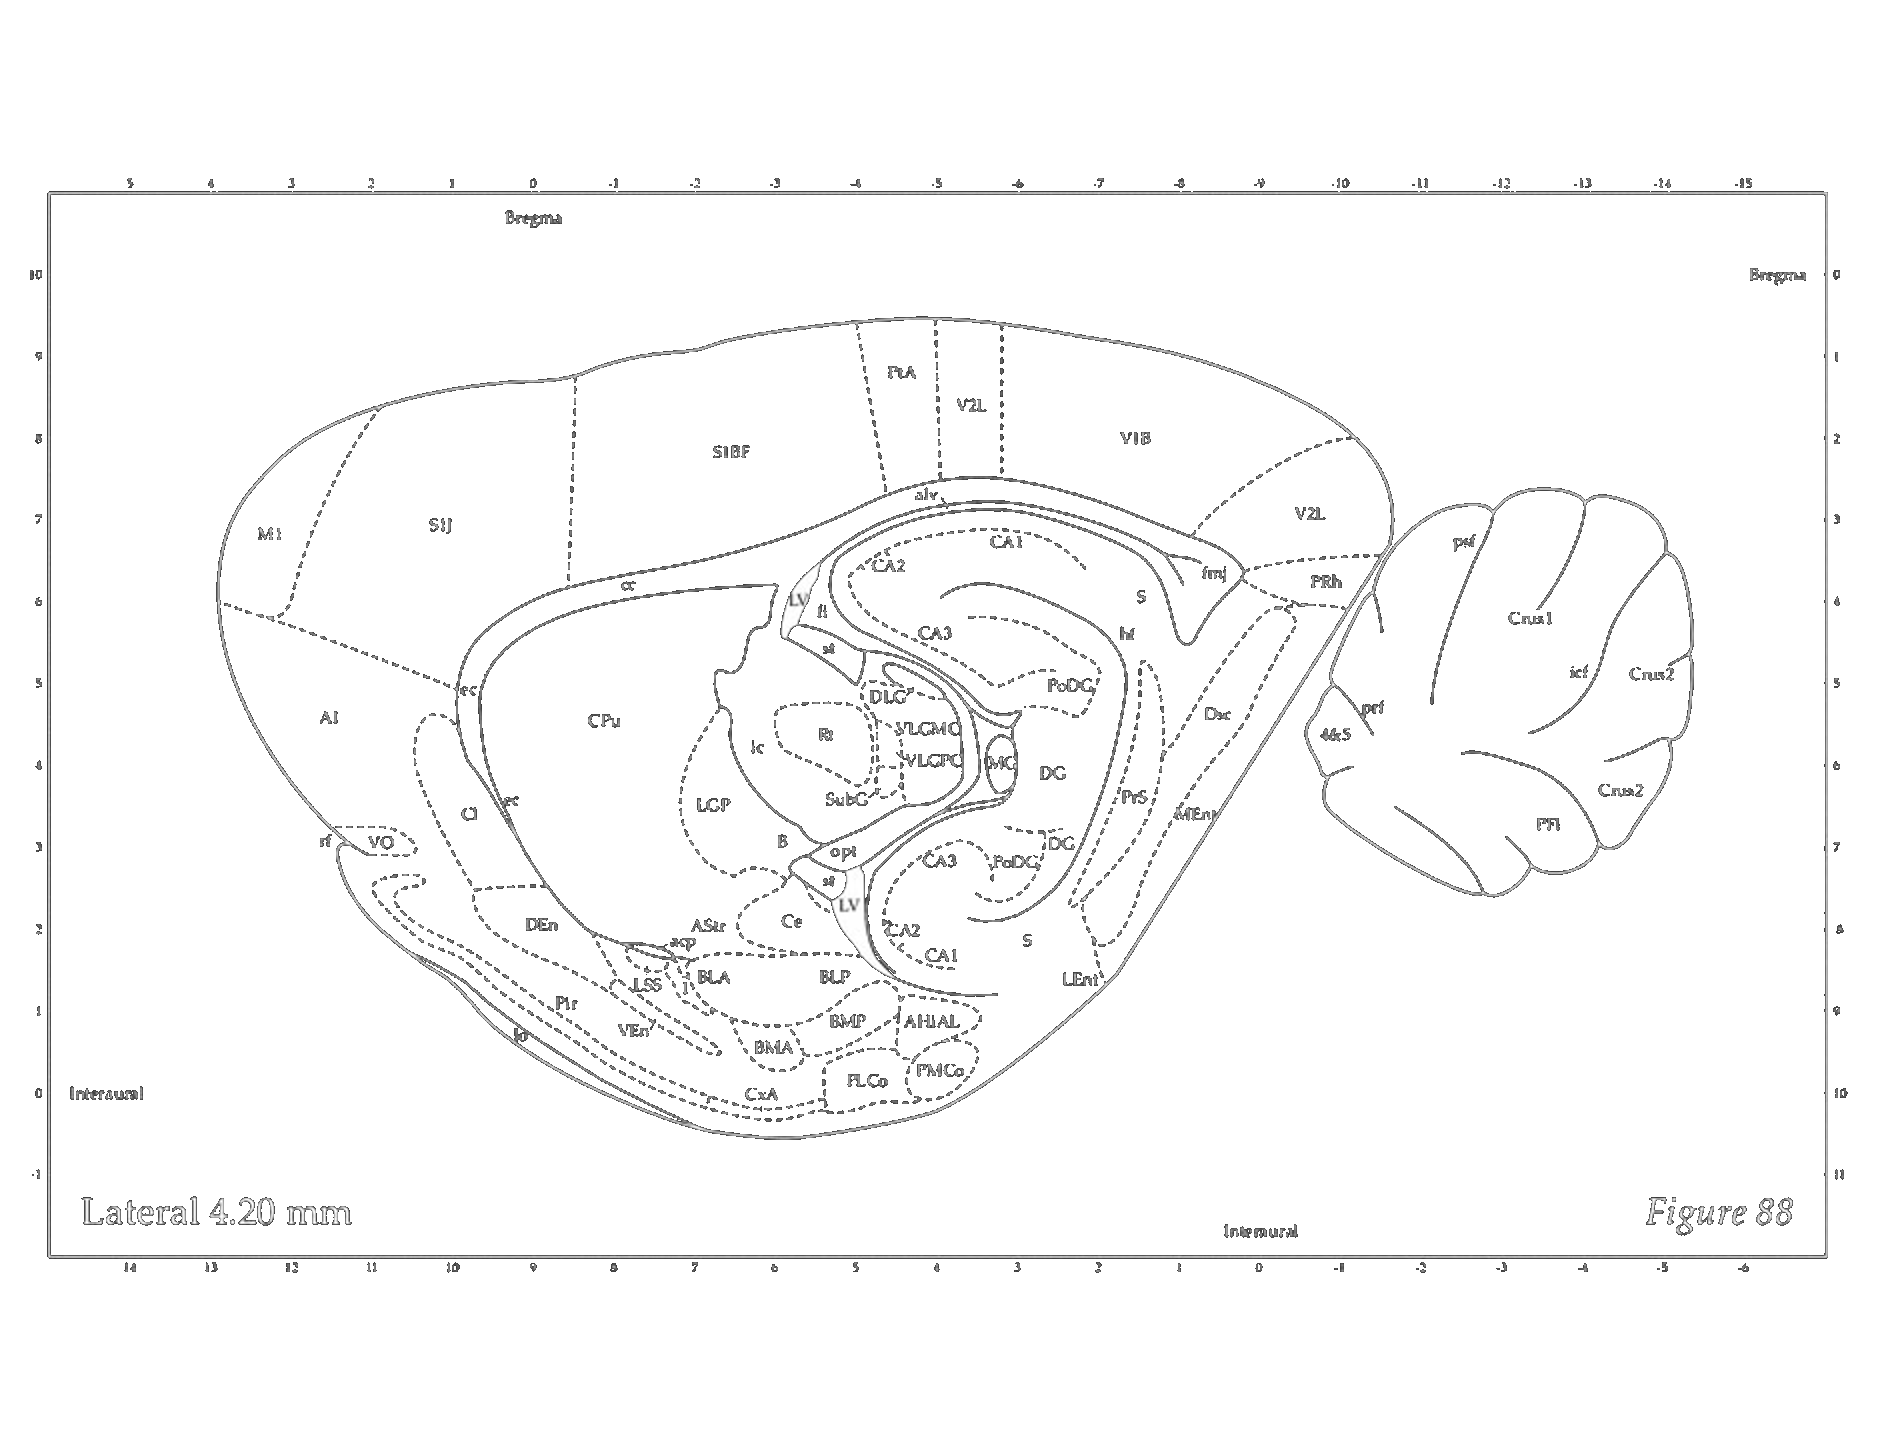 5 4 3 2 1 0 -1 -2 -3 -4 -5 -6 -7 -8 -9 -10 -11 -12 -13 -14 -15
Bregma
10 Bregma 0
9 1
PtA
V2L
8 S1BF V1B 2
alv
7 M1 S1J V2L 3
psf
CA1
CA2 fmj PRh
cc
6 LV fi S 4
Crus1
CA3 hf
st
icf Crus2
5 ec DLG PoDG 5
AI CPu Dsc prf
Rt VLGMC 4&5
ic
4 VLGPC MG DG 6
Crus2
ec LGP SubG PrS
Cl MEnt PFl
rf VO B DG
3 opt CA3 PoDG 7
st
LV
DEn AStr Ce
2 CA2 8
acp S
CA1
BLA BLP LEnt
LSS I
Pir
1 VEn BMP AHiAL 9
lo
BMA
PLCo PMCo
0 Interaural CxA 10
-1 11
Lateral 4.20 mm Figure 88
Interaural
14 13 12 11 10 9 8 7 6 5 4 3 2 1 0 -1 -2 -3 -4 -5 -6